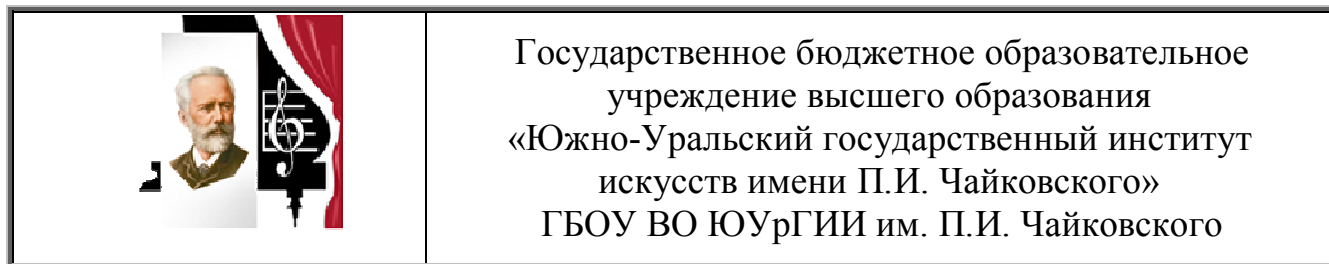 Государственное бюджетное образовательное
учреждение высшего образования
«Южно-Уральский государственный институт
искусств имени П.И. Чайковского»
ГБОУ ВО ЮУрГИИ им. П.И. Чайковского